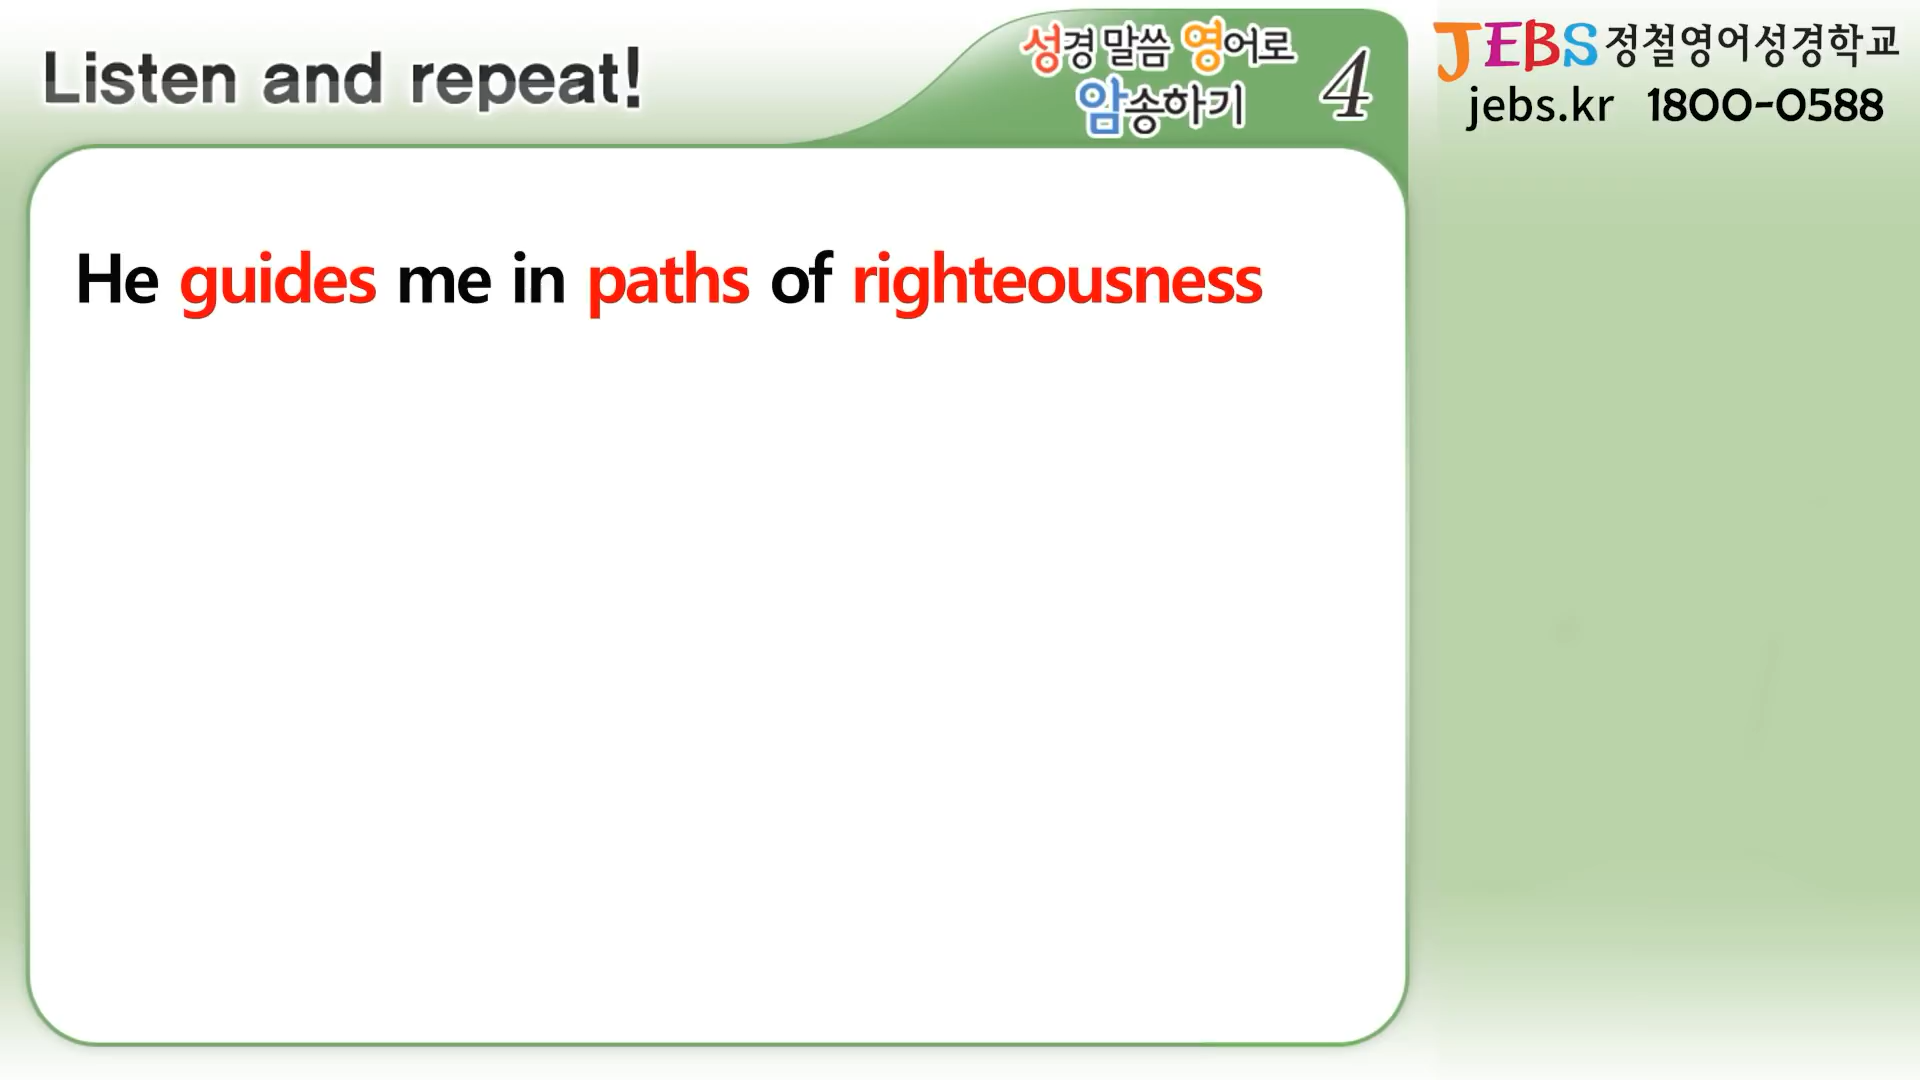 Listen and repeat!
성경 말씀 영어로
암송하기 4
JEBS 정철영어성경학교
jebs.kr 1800-0588
He guides me in paths of righteousness